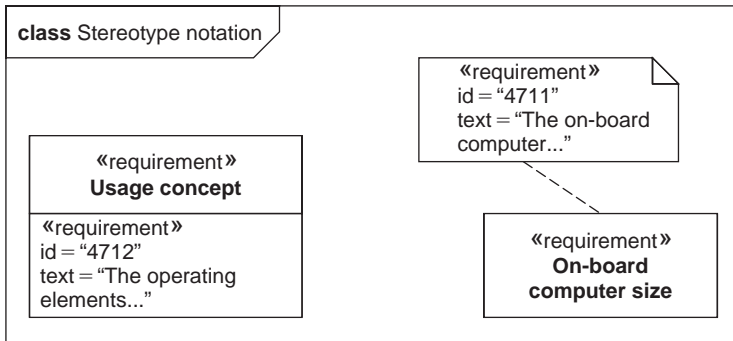 class Stereotype notation
«requirement»
id = “4711”
text = “The on-board
computer...”
«requirement»
Usage concept
«requirement»
id = “4712”
text = “The operating
elements...”
«requirement»
On-board
computer size